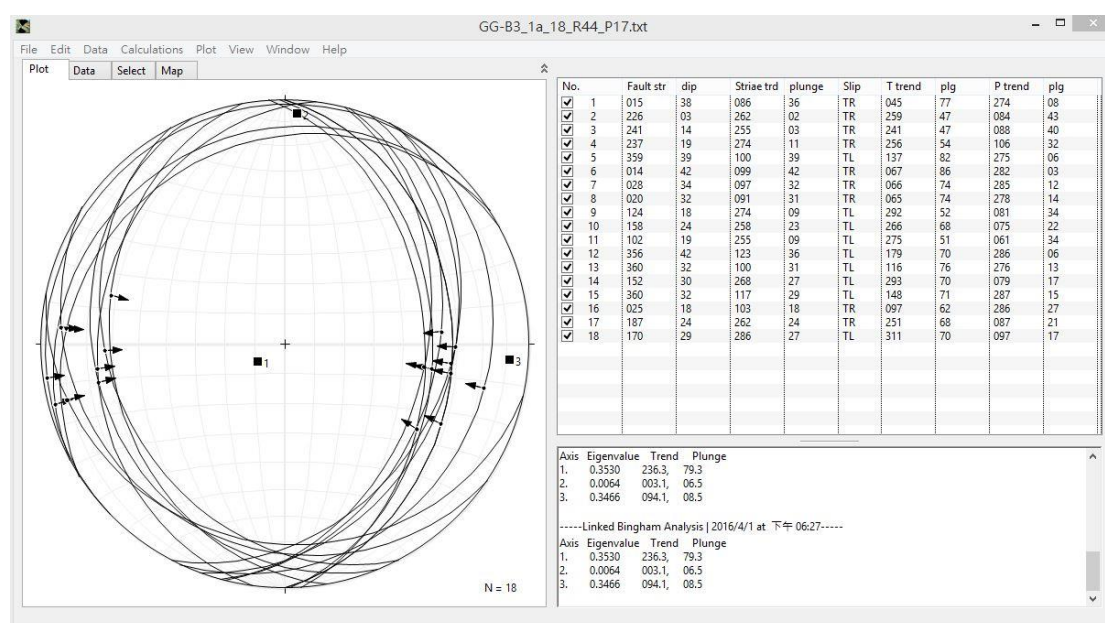 GG-B3_1a_18_R44_P17.txt
File Edit Data Calculations Plot View Window Help
Plot Data Select Map
No. Fault str dip Striae trd plunge Slip T trend plg P trend plg
1 015 38 086 36 TR 045 77 274 08
2 226 03 262 02 TR 259 47 084 43
3 241 14 255 03 TR 241 47 088 40
4 237 19 274 11 TR 256 54 106 32
5 359 39 100 39 TL 137 82 275 06
6 014 42 099 42 TR 067 86 282 03
7 028 34 097 32 TR 066 74 285 12
8 020 32 091 31 TR 065 74 278 14
9 124 18 274 09 TL 292 52 081 34
10 158 24 258 23 TL 266 68 075 22
11 102 19 255 09 TL 275 51 061 34
12 356 42 123 36 TL 179 70 286 06
13 360 32 100 31 TL 116 76 276 13
14 152 30 268 27 TL 293 70 079 17
15 360 32 117 29 TL 148 71 287 15
16 025 18 103 18 TR 097 62 286 27
17 187 24 262 24 TR 251 68 087 21
18 170 29 286 27 TL 311 70 097 17
2
1
3
N = 18
Axis Eigenvalue Trend Plunge
1. 0.3530 236.3, 79.3
2. 0.0064 003.1, 06.5
3. 0.3466 094.1, 08.5
-----Linked Bingham Analysis | 2016/4/1 at 下午 06:27-----
Axis Eigenvalue Trend Plunge
1. 0.3530 236.3, 79.3
2. 0.0064 003.1, 06.5
3. 0.3466 094.1, 08.5